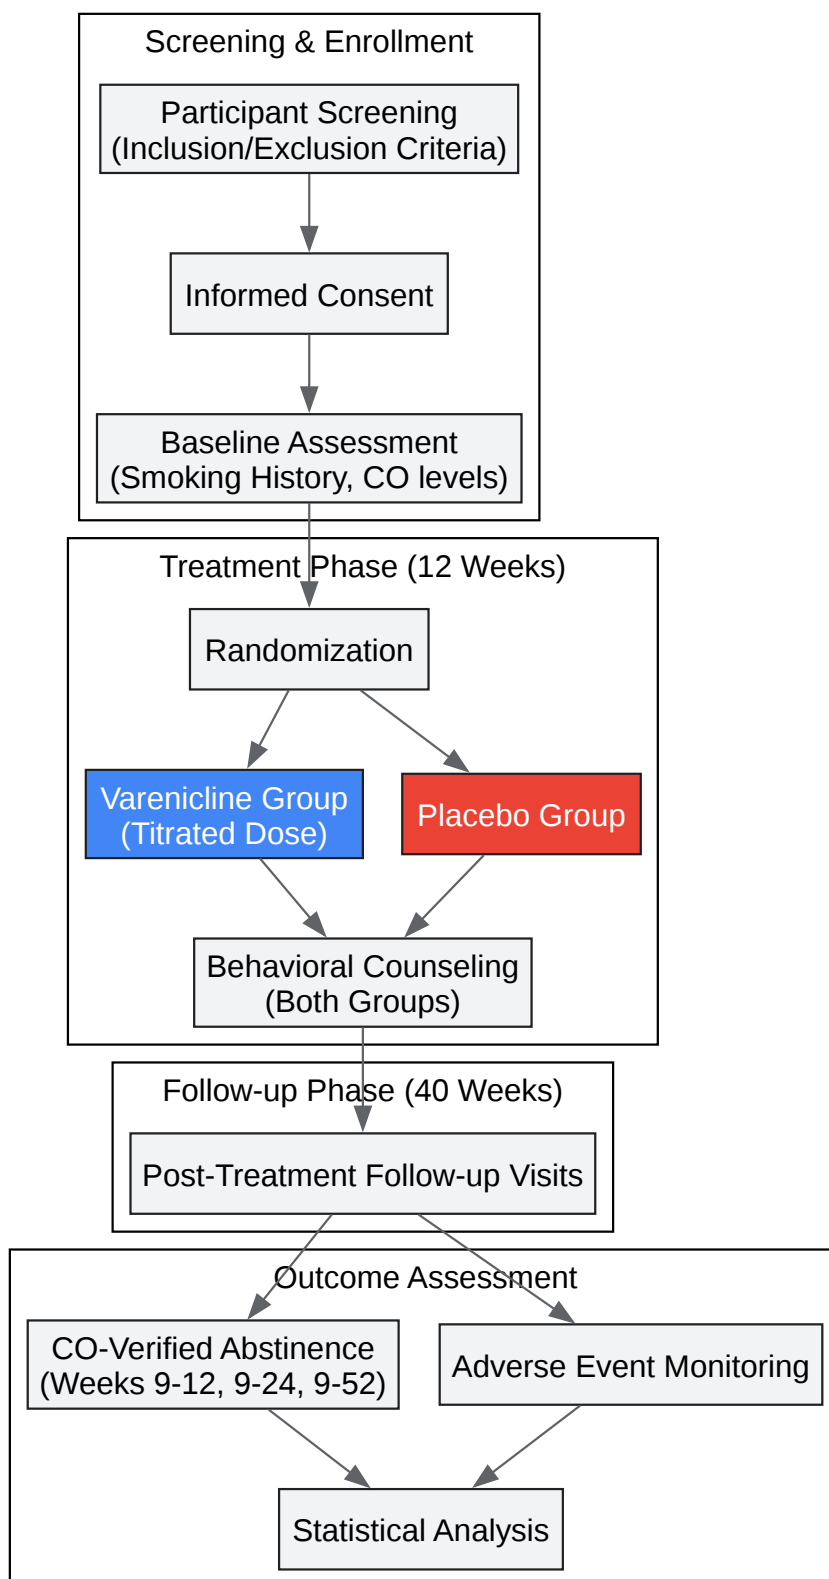 Screening & Enrollment
Participant Screening
(Inclusion/Exclusion Criteria)
Informed Consent
Baseline Assessment
(Smoking History, CO levels)
Treatment Phase (12 Weeks)
Randomization
Varenicline Group
(Titrated Dose)
Placebo Group
Behavioral Counseling
(Both Groups)
Follow-up Phase (40 Weeks)
Post-Treatment Follow-up Visits
Outcome Assessment
CO-Verified Abstinence
(Weeks 9-12, 9-24, 9-52)
Adverse Event Monitoring
Statistical Analysis